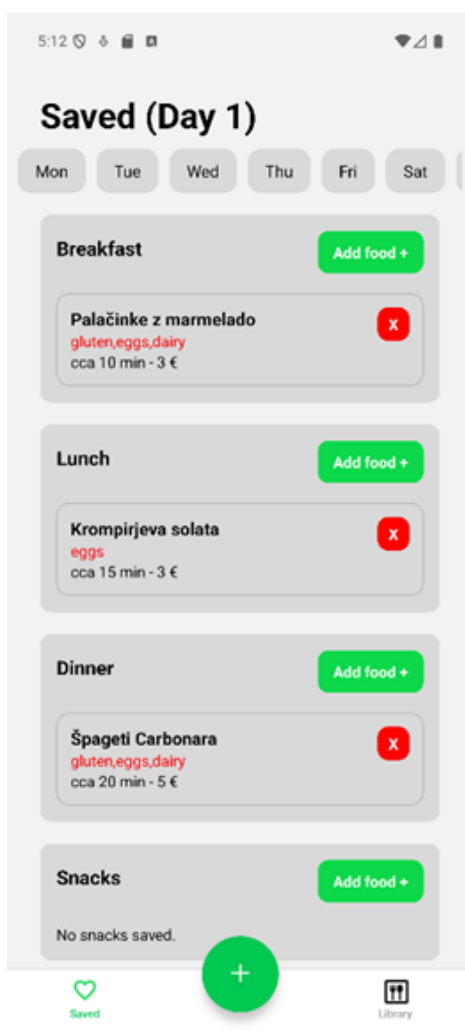 5:12
Saved (Day 1)
Mon Tue Wed Thu Fri Sat
Breakfast
Add food +
Palačinke z marmelado
X
gluten,eggs,dairy
cca 10 min - 3 €
Lunch
Add food +
Krompirjeva solata
X
eggs
cca 15 min - 3 €
Dinner
Add food +
Špageti Carbonara
X
gluten,eggs,dairy
cca 20 min - 5 €
Snacks
Add food +
No snacks saved.
+
Saved
Library